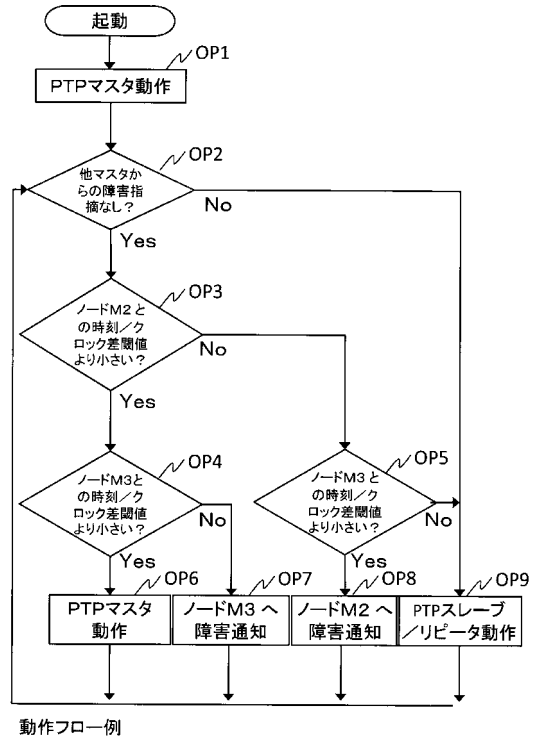 起動
OP1
PTPマスタ動作
OP2
他マスタか
らの障害指
摘なし？
No
Yes
OP3
ノードM2と
の時刻／ク
ロック差閾値
より小さい？
No
Yes
OP4
ノードM3と
の時刻／ク
ロック差閾値
より小さい？
No
Yes
OP5
ノードM3と
の時刻／ク
ロック差閾値
より小さい？
No
Yes
OP6
PTPマスタ
動作
OP7
ノードM3へ
障害通知
OP8
ノードM2へ
障害通知
OP9
PTPスレーブ
／リピータ動作
動作フロー例